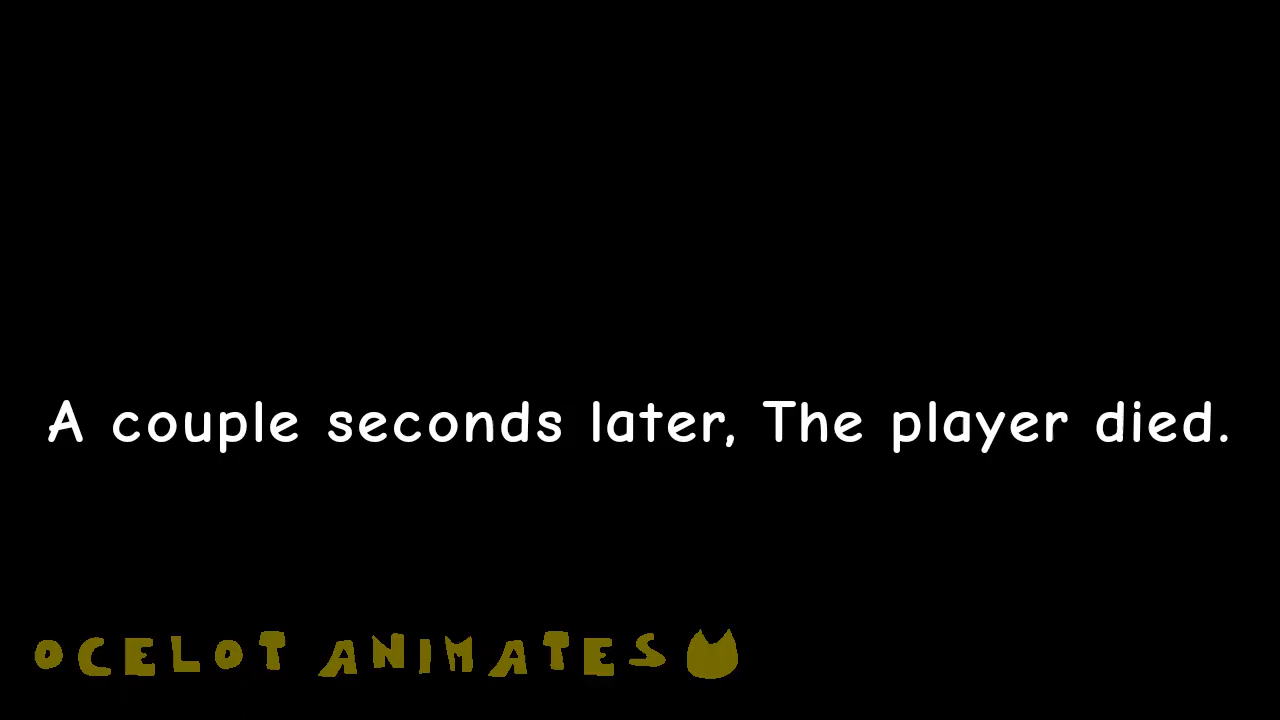 A couple seconds later, The player died.
OCELOT ANIMATES